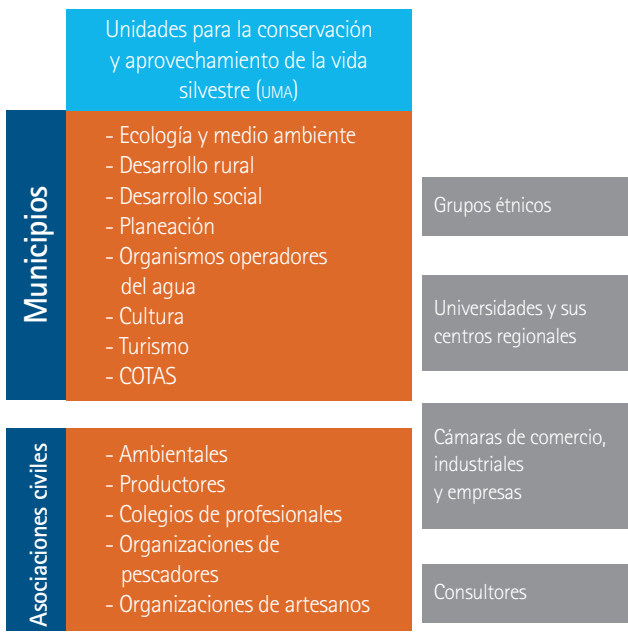 Unidades para la conservación
y aprovechamiento de la vida
silvestre (UMA)
Municipios
- Ecología y medio ambiente
- Desarrollo rural
- Desarrollo social
- Planeación
- Organismos operadores
del agua
- Cultura
- Turismo
- COTAS
Asociaciones civiles
- Ambientales
- Productores
- Colegios de profesionales
- Organizaciones de
pescadores
- Organizaciones de artesanos
Grupos étnicos
Universidades y sus
centros regionales
Cámaras de comercio,
industriales
y empresas
Consultores